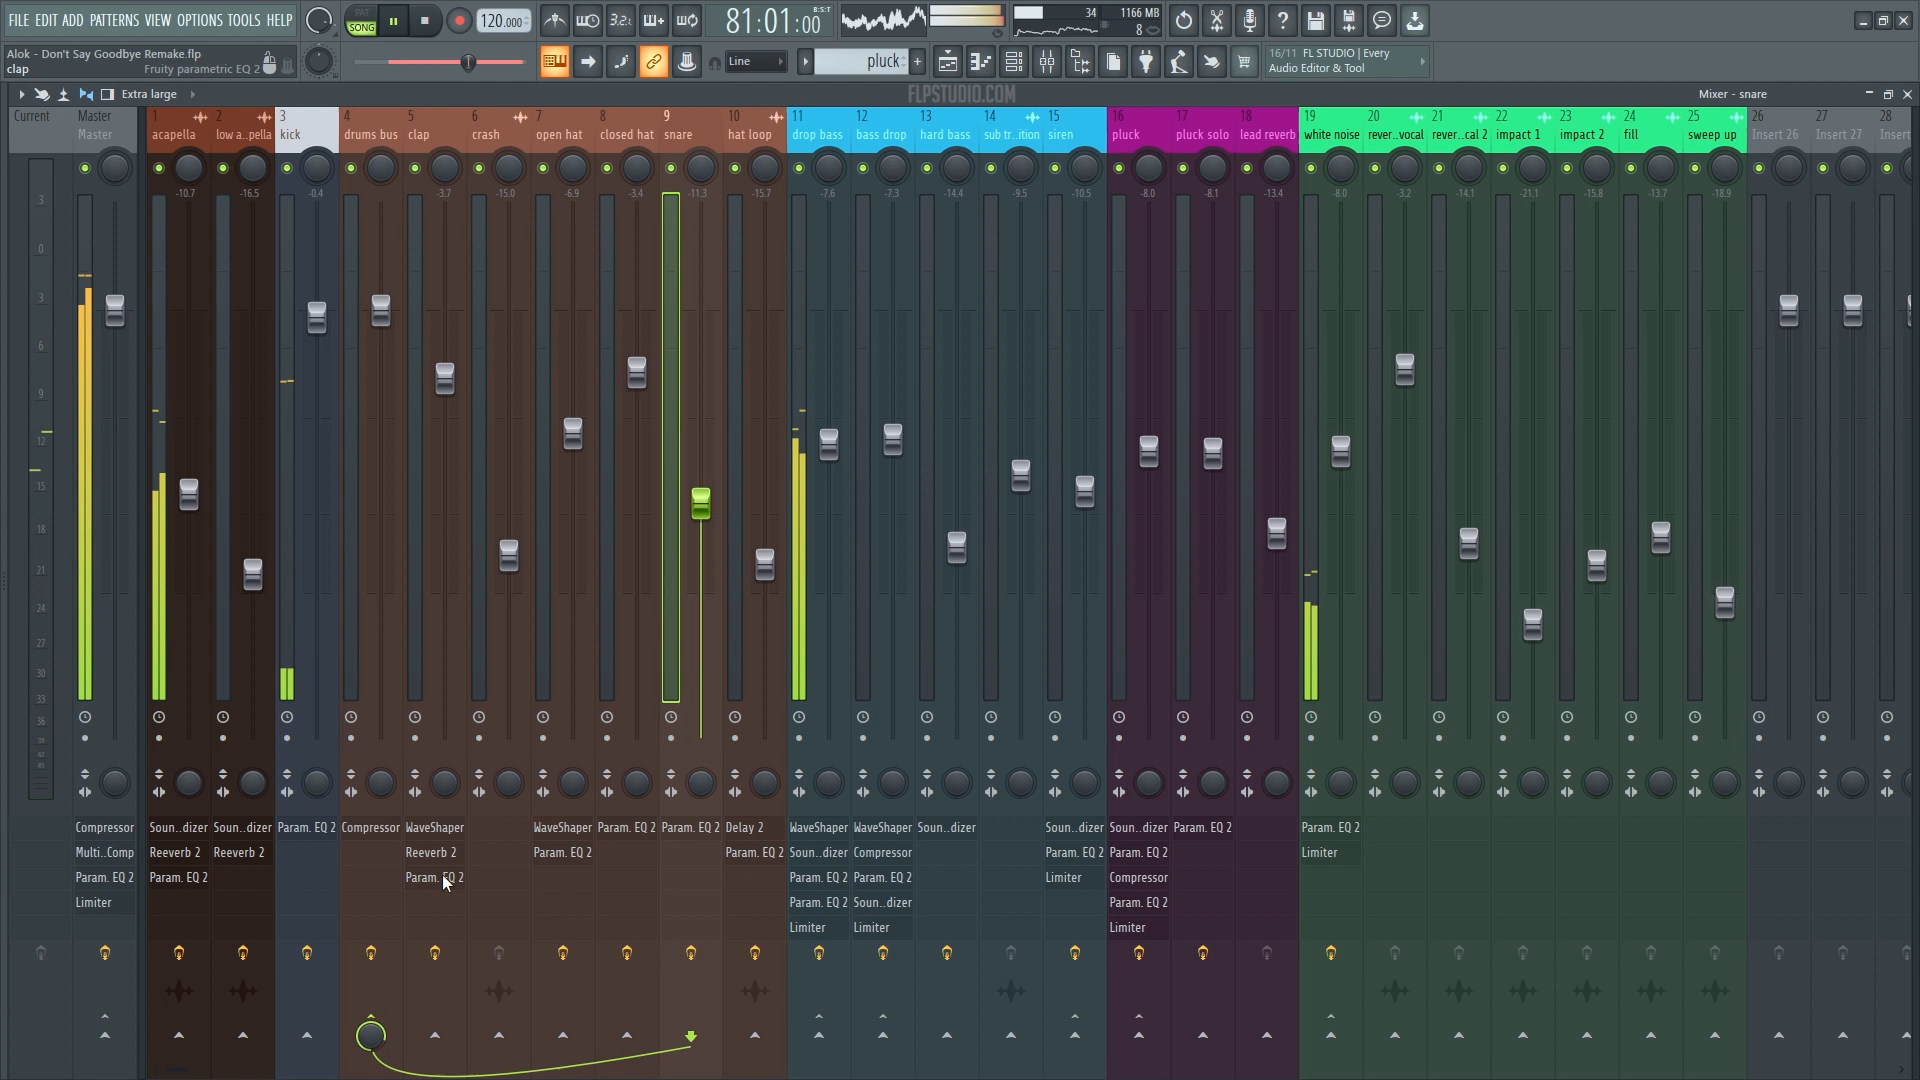 FILE EDIT ADD PATTERNS VIEW OPTIONS TOOLS HELP
PAT
SONG
120.000
3.2.
81:01:00
B:S:T
34
1166 MB
8
Alok - Don't Say Goodbye Remake.flp
clap
Fruity parametric EQ 2
Line
pluck
16/11 FL STUDIO | Every
Audio Editor & Tool
Extra large
FLPSTUDIO.COM
Mixer - snare
Current
Master
1
2
3
4
5
6
7
8
9
10
11
12
13
14
15
16
17
18
19
20
21
22
23
24
25
26
27
28
Master
acapella
low a..pella
kick
drums bus
clap
crash
open hat
closed hat
snare
hat loop
drop bass
bass drop
hard bass
sub tr..ition
siren
pluck
pluck solo
lead reverb
white noise
rever..vocal
rever..cal 2
impact 1
impact 2
fill
sweep up
Insert 26
Insert 27
Insert
-10.7
-16.5
-0.4
-3.7
-15.0
-6.9
-3.4
-11.3
-15.7
-7.6
-7.3
-14.4
-9.5
-10.5
-8.0
-8.1
-13.4
-8.0
-3.2
-14.1
-21.1
-15.8
-13.7
-18.9
3
0
3
6
9
12
15
18
21
24
27
30
33
36
39
42
45
Compressor
Soun..dizer
Soun..dizer
Param. EQ 2
Compressor
WaveShaper
WaveShaper
Param. EQ 2
Param. EQ 2
Delay 2
WaveShaper
WaveShaper
Soun..dizer
Soun..dizer
Soun..dizer
Param. EQ 2
Param. EQ 2
Multi..Comp
Reeverb 2
Reeverb 2
Reeverb 2
Param. EQ 2
Param. EQ 2
Soun..dizer
Compressor
Param. EQ 2
Param. EQ 2
Limiter
Param. EQ 2
Param. EQ 2
Param. EQ 2
Param. EQ 2
Param. EQ 2
Limiter
Compressor
Limiter
Param. EQ 2
Soun..dizer
Param. EQ 2
Limiter
Limiter
Limiter